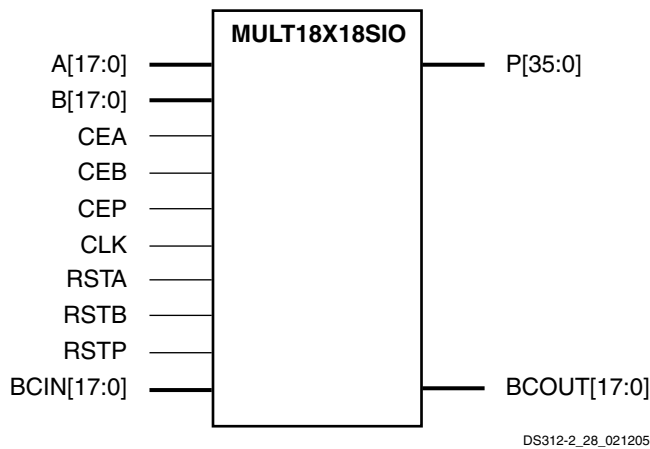 MULT18X18SIO
A[17:0]
P[35:0]
B[17:0]
CEA
CEB
CEP
CLK
RSTA
RSTB
RSTP
BCIN[17:0]
BCOUT[17:0]
DS312-2_28_021205